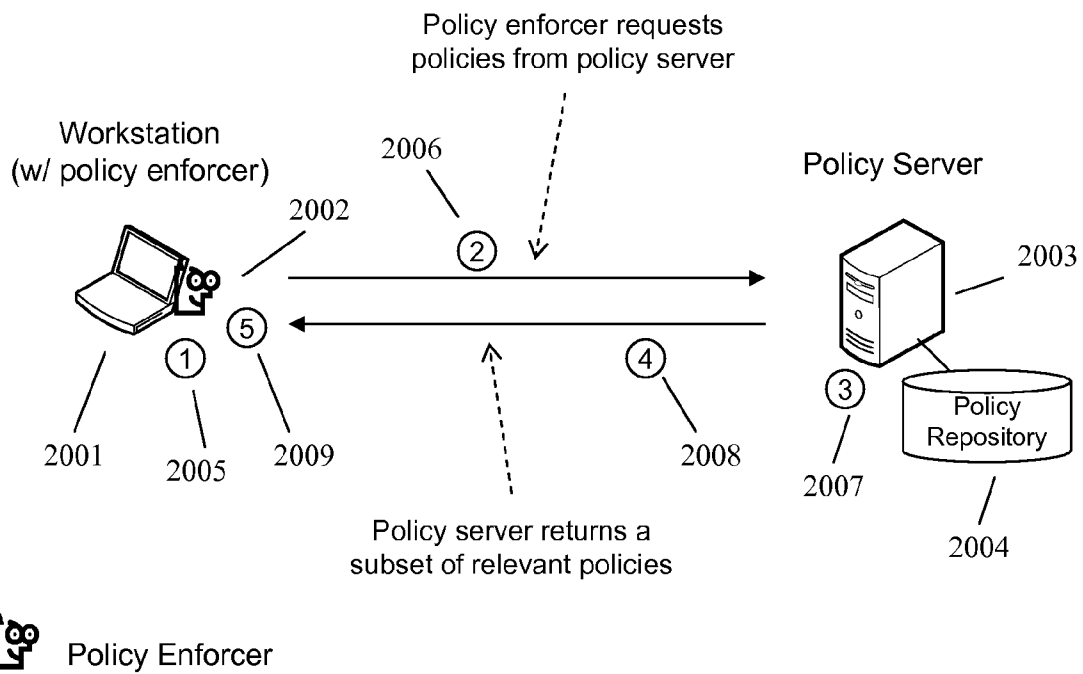 Policy enforcer requests
policies from policy server
Workstation
(w/ policy enforcer)
2006
Policy Server
2002
2
2003
5
1
4
3
Policy
Repository
2001
2005
2009
2008
2007
2004
Policy server returns a
subset of relevant policies
Policy Enforcer